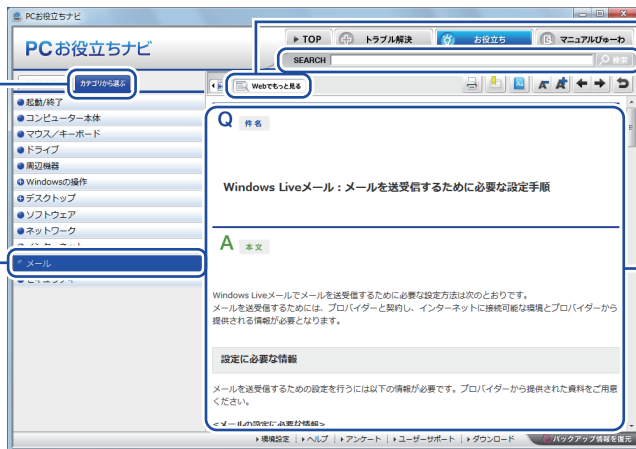 PCお役立ちナビ
PCお役立ちナビ
TOP
トラブル解決
お役立ち
マニュアルびゅーわ
SEARCH
検索
カテゴリから選ぶ
Webでもっと見る
起動/終了
コンピューター本体
マウス/キーボード
ドライブ
周辺機器
Windowsの操作
デスクトップ
ソフトウェア
ネットワーク
メール
Q 件名
Windows Liveメール：メールを送受信するために必要な設定手順
A 本文
Windows Liveメールでメールを送受信するために必要な設定方法は次のとおりです。
メールを送受信するためには、プロバイダーと契約し、インターネットに接続可能な環境とプロバイダーから
提供される情報が必要となります。
設定に必要な情報
メールを送受信するための設定を行うには以下の情報が必要です。プロバイダーから提供された資料をご用意
ください。
<メールの設定に必要な情報>
環境設定 ヘルプ アンケート ユーザーサポート ダウンロード バックアップ情報を復元